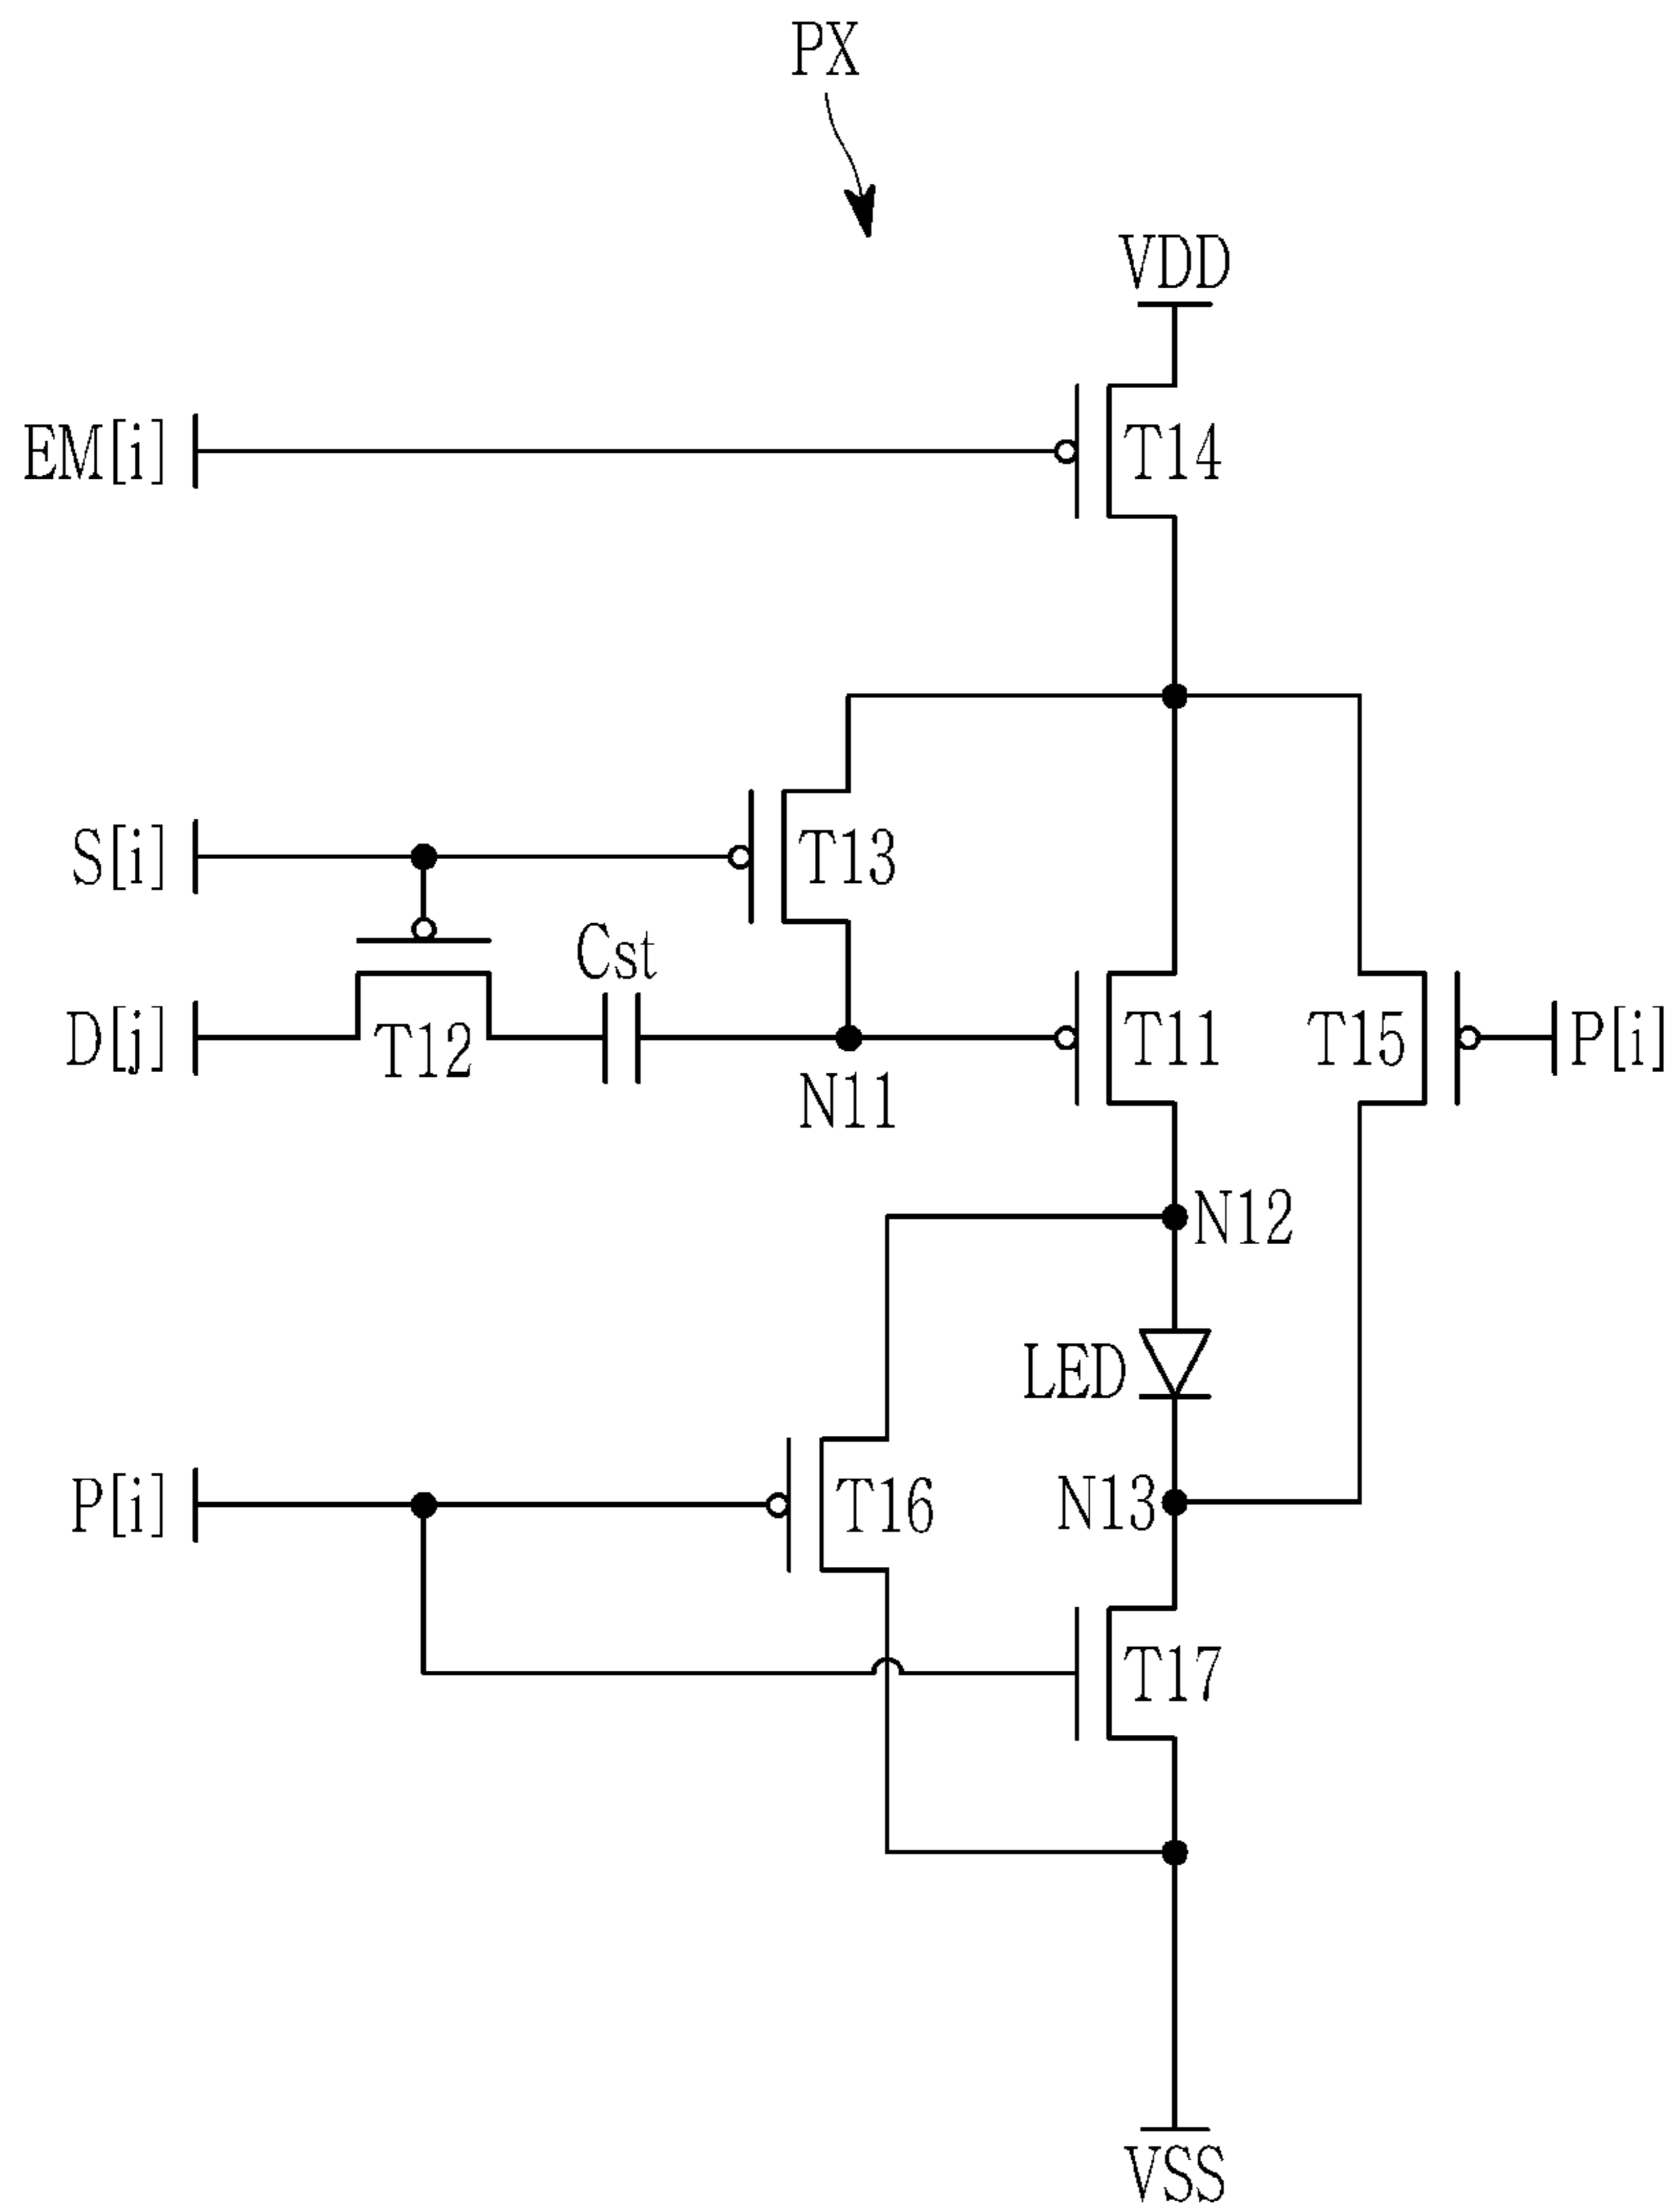 PX
VDD
EM[i]
T14
S[i]
T13
Cst
D[j]
T12
T11
T15
P[i]
N11
N12
LED
P[i]
T16
N13
T17
VSS